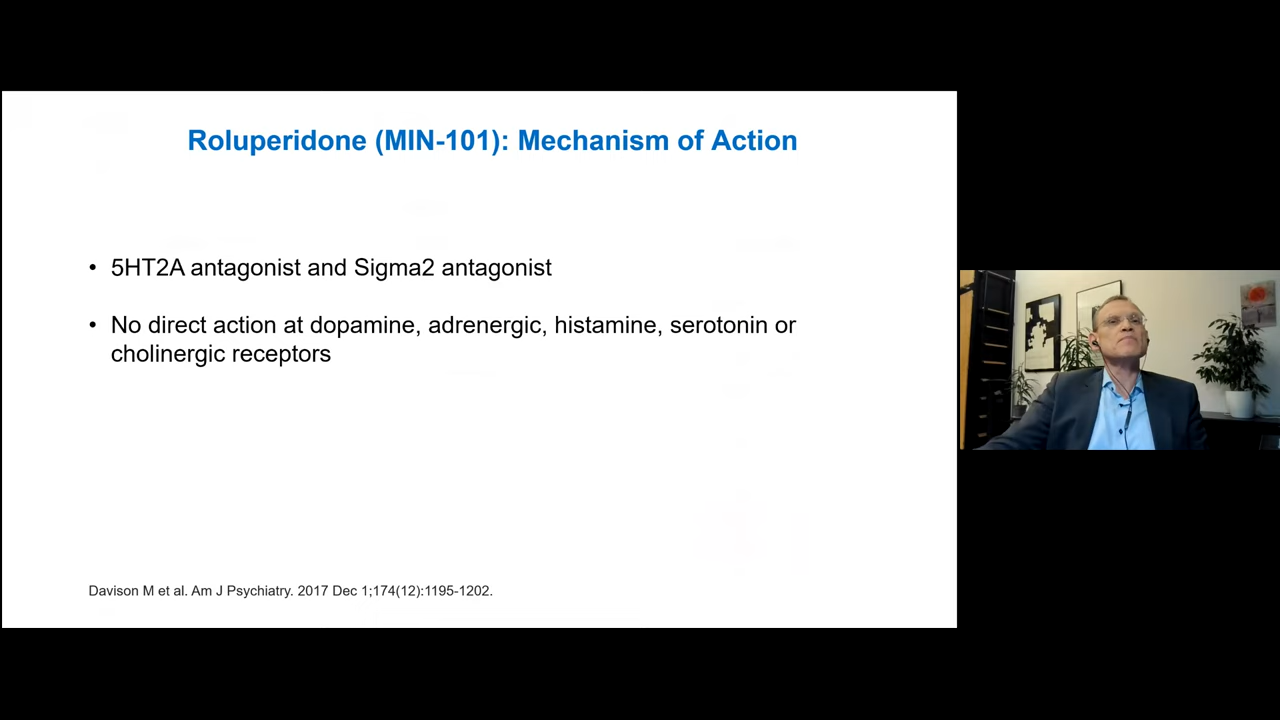 Roluperidone (MIN-101): Mechanism of Action
• 5HT2A antagonist and Sigma2 antagonist
• No direct action at dopamine, adrenergic, histamine, serotonin or
cholinergic receptors
Davison M et al. Am J Psychiatry. 2017 Dec 1;174(12):1195-1202.